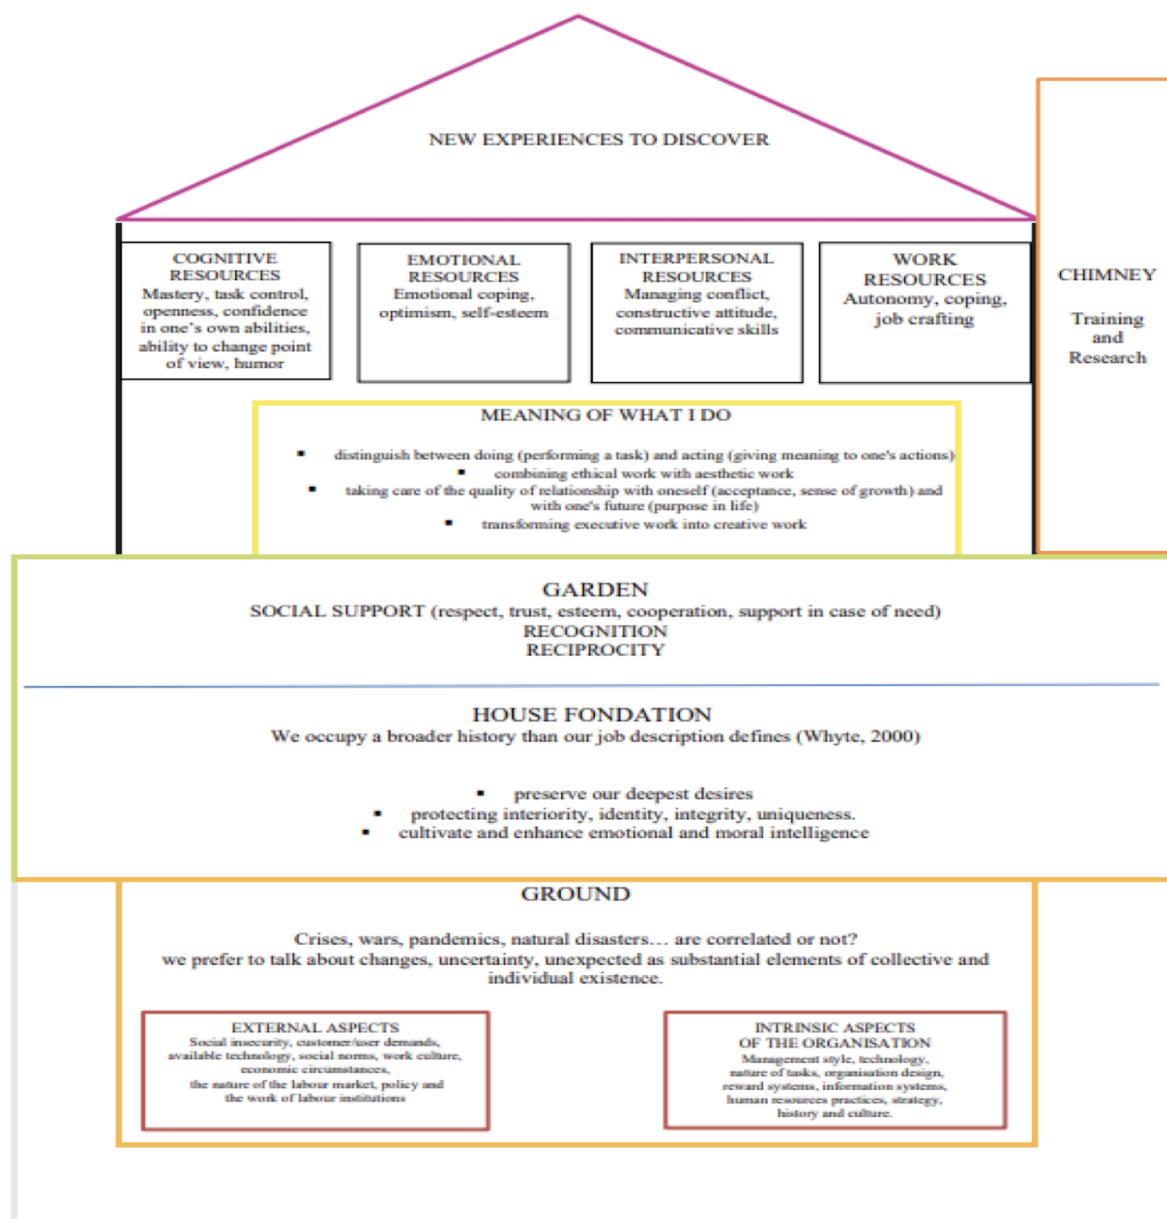 NEW EXPERIENCES TO DISCOVER
COGNITIVE
RESOURCES
Mastery, task control,
openness, confidence
in one's own abilities,
ability to change point
of view, humor
EMOTIONAL
RESOURCES
Emotional coping,
optimism, self-esteem
INTERPERSONAL
RESOURCES
Managing conflict,
constructive attitude,
communicative skills
WORK
RESOURCES
Autonomy, coping,
job crafting
CHIMNEY
Training
and
Research
MEANING OF WHAT I DO
▪ distinguish between doing (performing a task) and acting (giving meaning to one's actions)
▪ combining ethical work with aesthetic work
▪ taking care of the quality of relationship with oneself (acceptance, sense of growth) and
with one's future (purpose in life)
▪ transforming executive work into creative work
GARDEN
SOCIAL SUPPORT (respect, trust, esteem, cooperation, support in case of need)
RECOGNITION
RECIPROCITY
HOUSE FONDATION
We occupy a broader history than our job description defines (Whyte, 2000)
▪ preserve our deepest desires
▪ protecting interiority, identity, integrity, uniqueness.
▪ cultivate and enhance emotional and moral intelligence
GROUND
Crises, wars, pandemics, natural disasters… are correlated or not?
we prefer to talk about changes, uncertainty, unexpected as substantial elements of collective and
individual existence.
EXTERNAL ASPECTS
Social insecurity, customer/user demands,
available technology, social norms, work culture,
economic circumstances,
the nature of the labour market, policy and
the work of labour institutions
INTRINSIC ASPECTS
OF THE ORGANISATION
Management style, technology,
nature of tasks, organisation design,
reward systems, information systems,
human resources practices, strategy,
history and culture.